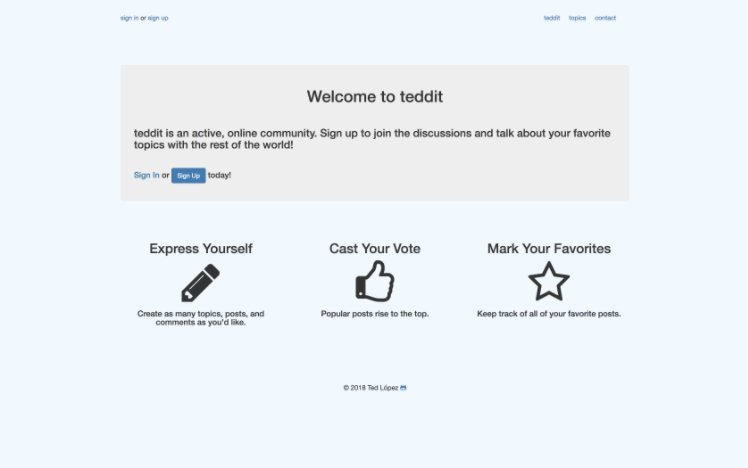 sign in or sign up
teddit topics contact
Welcome to teddit
teddit is an active, online community. Sign up to join the discussions and talk about your favorite
topics with the rest of the world!
Sign In or Sign Up today!
Express Yourself
Cast Your Vote
Mark Your Favorites
Create as many topics, posts, and
comments as you'd like.
Popular posts rise to the top.
Keep track of all of your favorite posts.
© 2018 Ted López